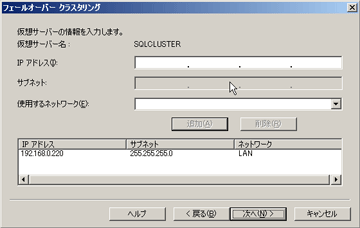 フェールオーバー クラスタリング
仮想サーバーの情報を入力します。
仮想サーバー名： SQLCLUSTER
IP アドレス(I):
サブネット:
使用するネットワーク(E):
追加(A) 削除(R)
IP アドレス サブネット ネットワーク
192.168.0.220 255.255.255.0 LAN
ヘルプ < 戻る(B) 次へ(N) > キャンセル